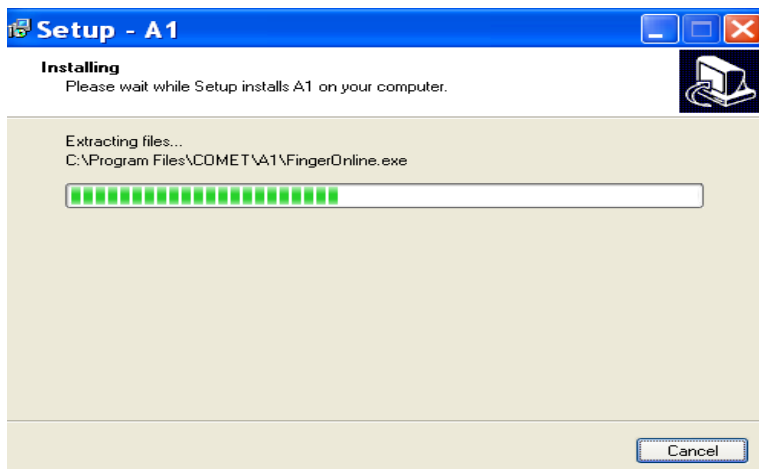 Setup - A1
Installing
Please wait while Setup installs A1 on your computer.
Extracting files...
C:\Program Files\COMET\A1\FingerOnline.exe
Cancel